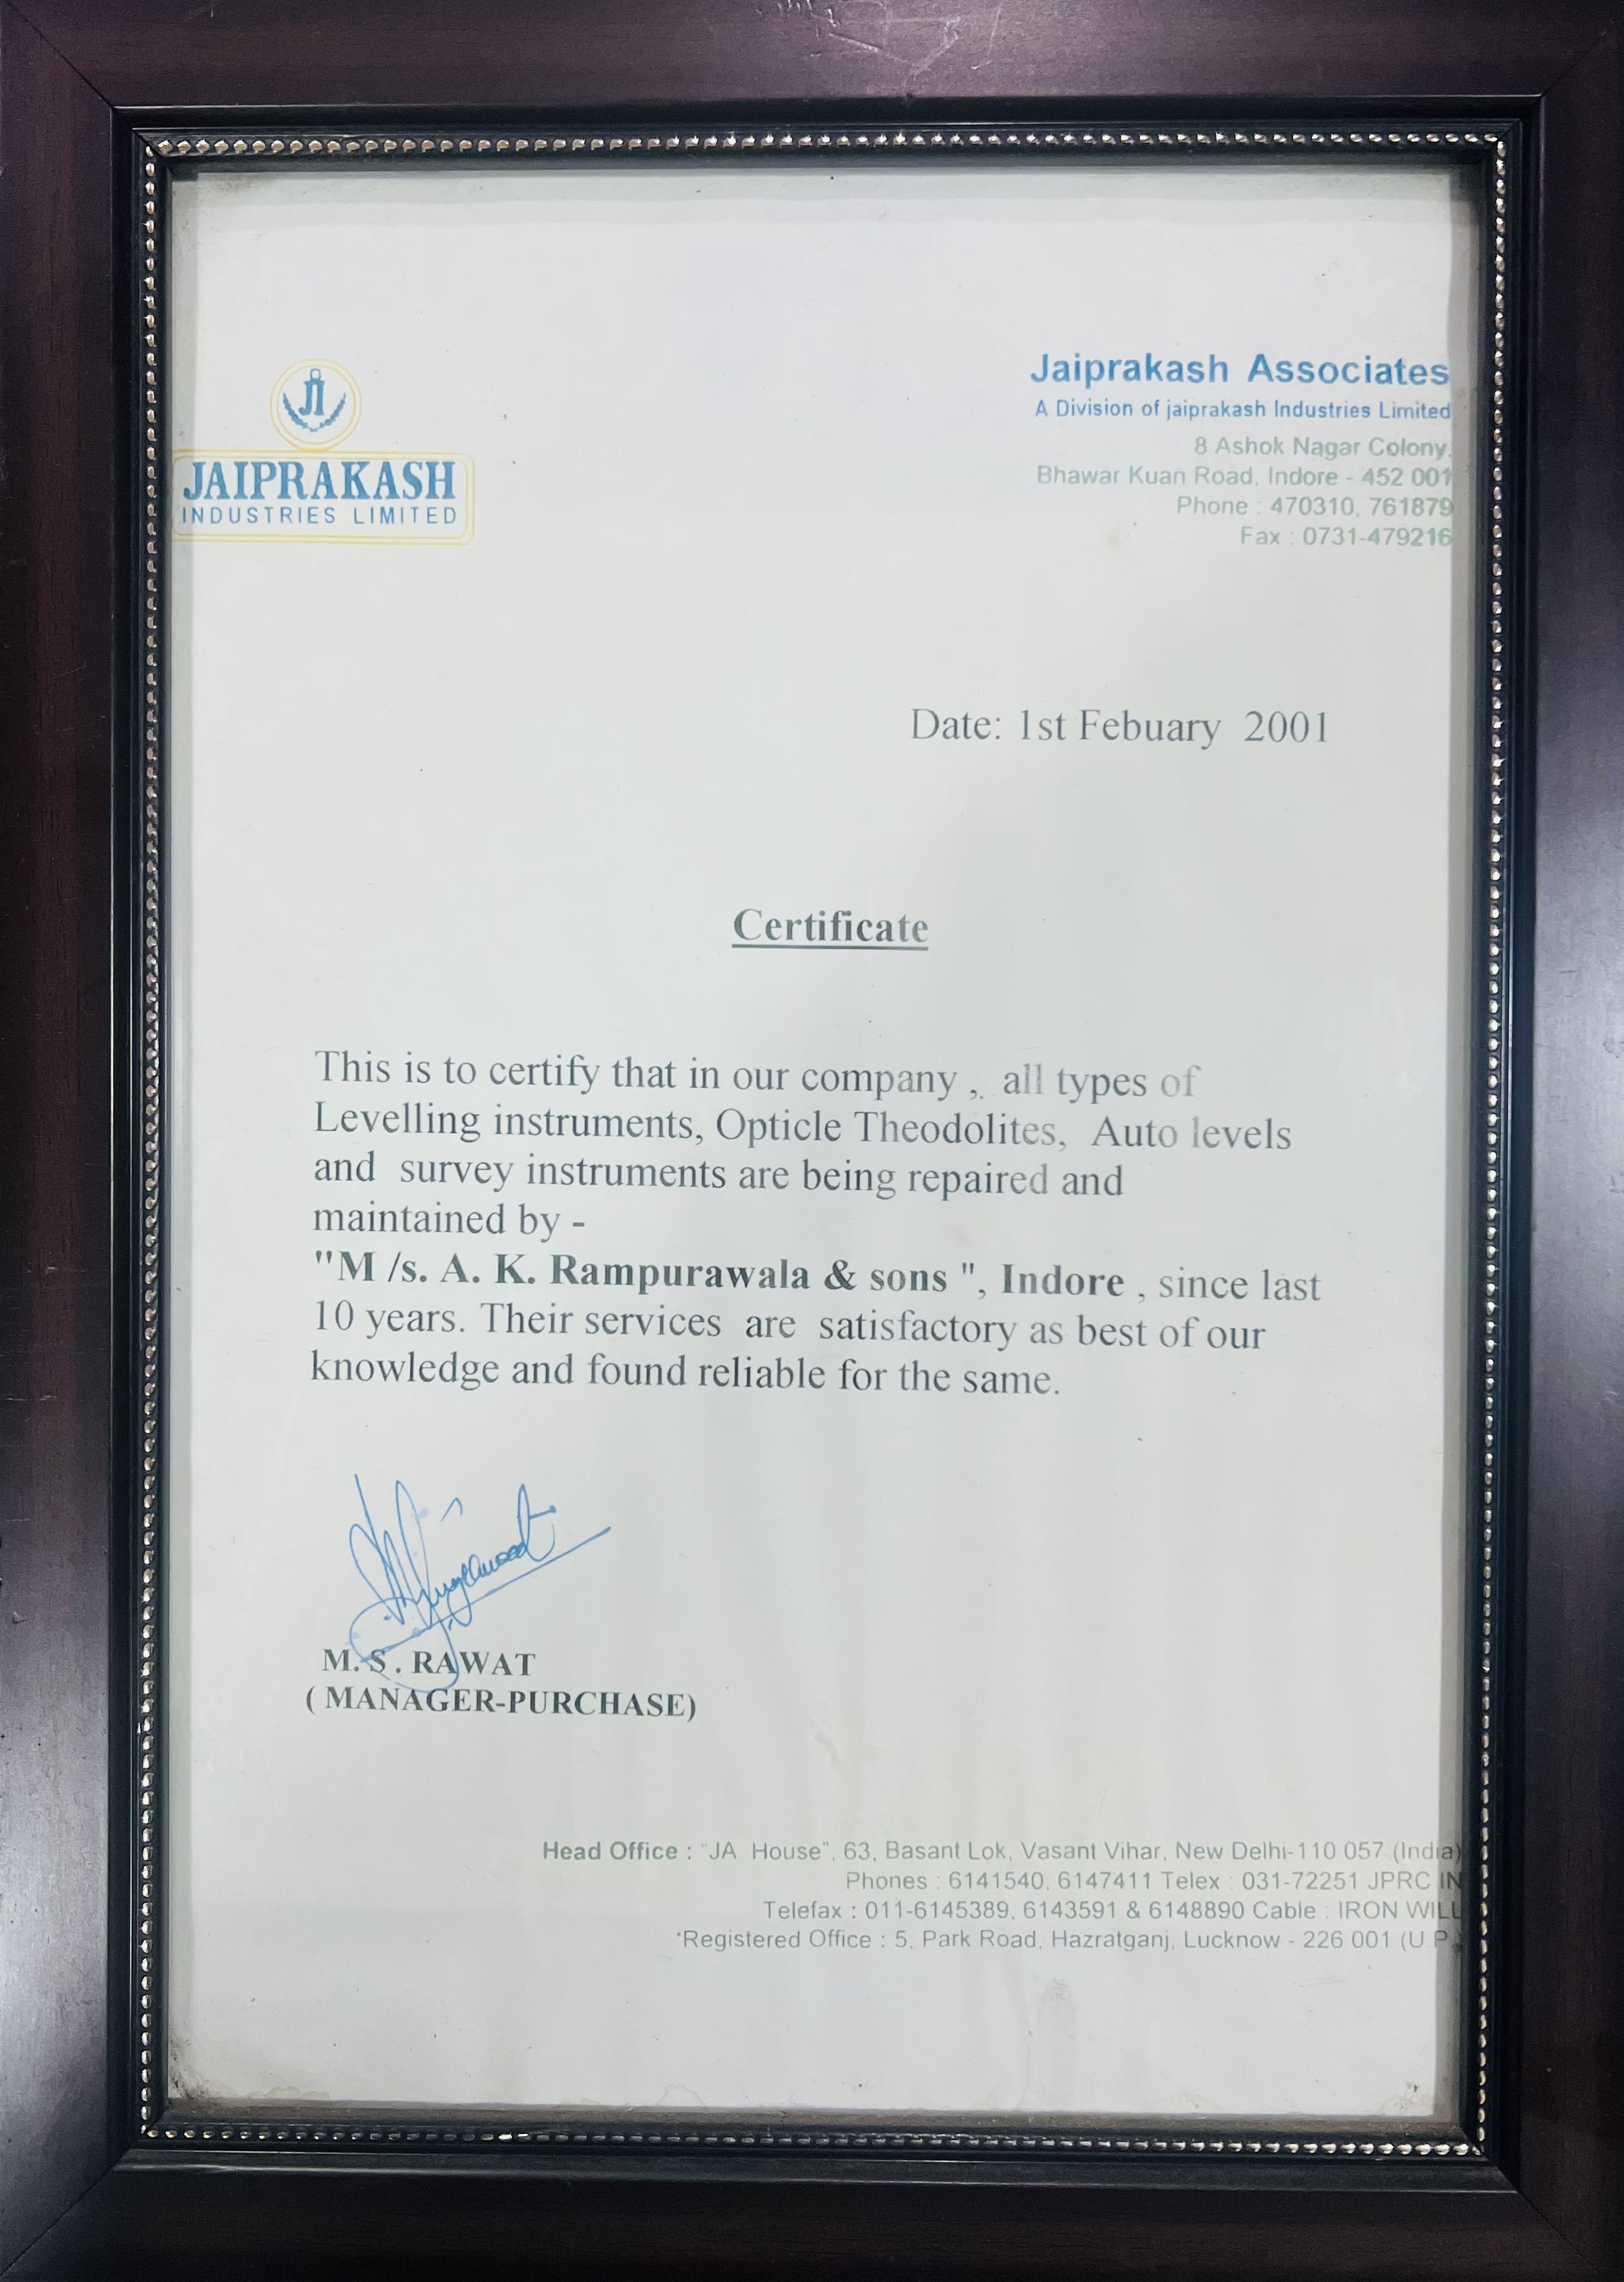 JI
JAIPRAKASH
INDUSTRIES LIMITED
Jaiprakash Associates
A Division of jaiprakash Industries Limited
8 Ashok Nagar Colony,
Bhawar Kuan Road, Indore - 452 001
Phone : 470310, 761879
Fax : 0731-479216
Date: 1st Febuary 2001
Certificate
This is to certify that in our company , all types of
Levelling instruments, Opticle Theodolites, Auto levels
and survey instruments are being repaired and
maintained by -
"M /s. A. K. Rampurawala & sons ", Indore , since last
10 years. Their services are satisfactory as best of our
knowledge and found reliable for the same.
M. S . RAWAT
( MANAGER-PURCHASE)
Head Office : "JA House", 63, Basant Lok, Vasant Vihar, New Delhi-110 057 (India)
Phones : 6141540, 6147411 Telex : 031-72251 JPRC IN
Telefax : 011-6145389, 6143591 & 6148890 Cable : IRON WILL
*Registered Office : 5, Park Road, Hazratganj, Lucknow - 226 001 (U.P.)